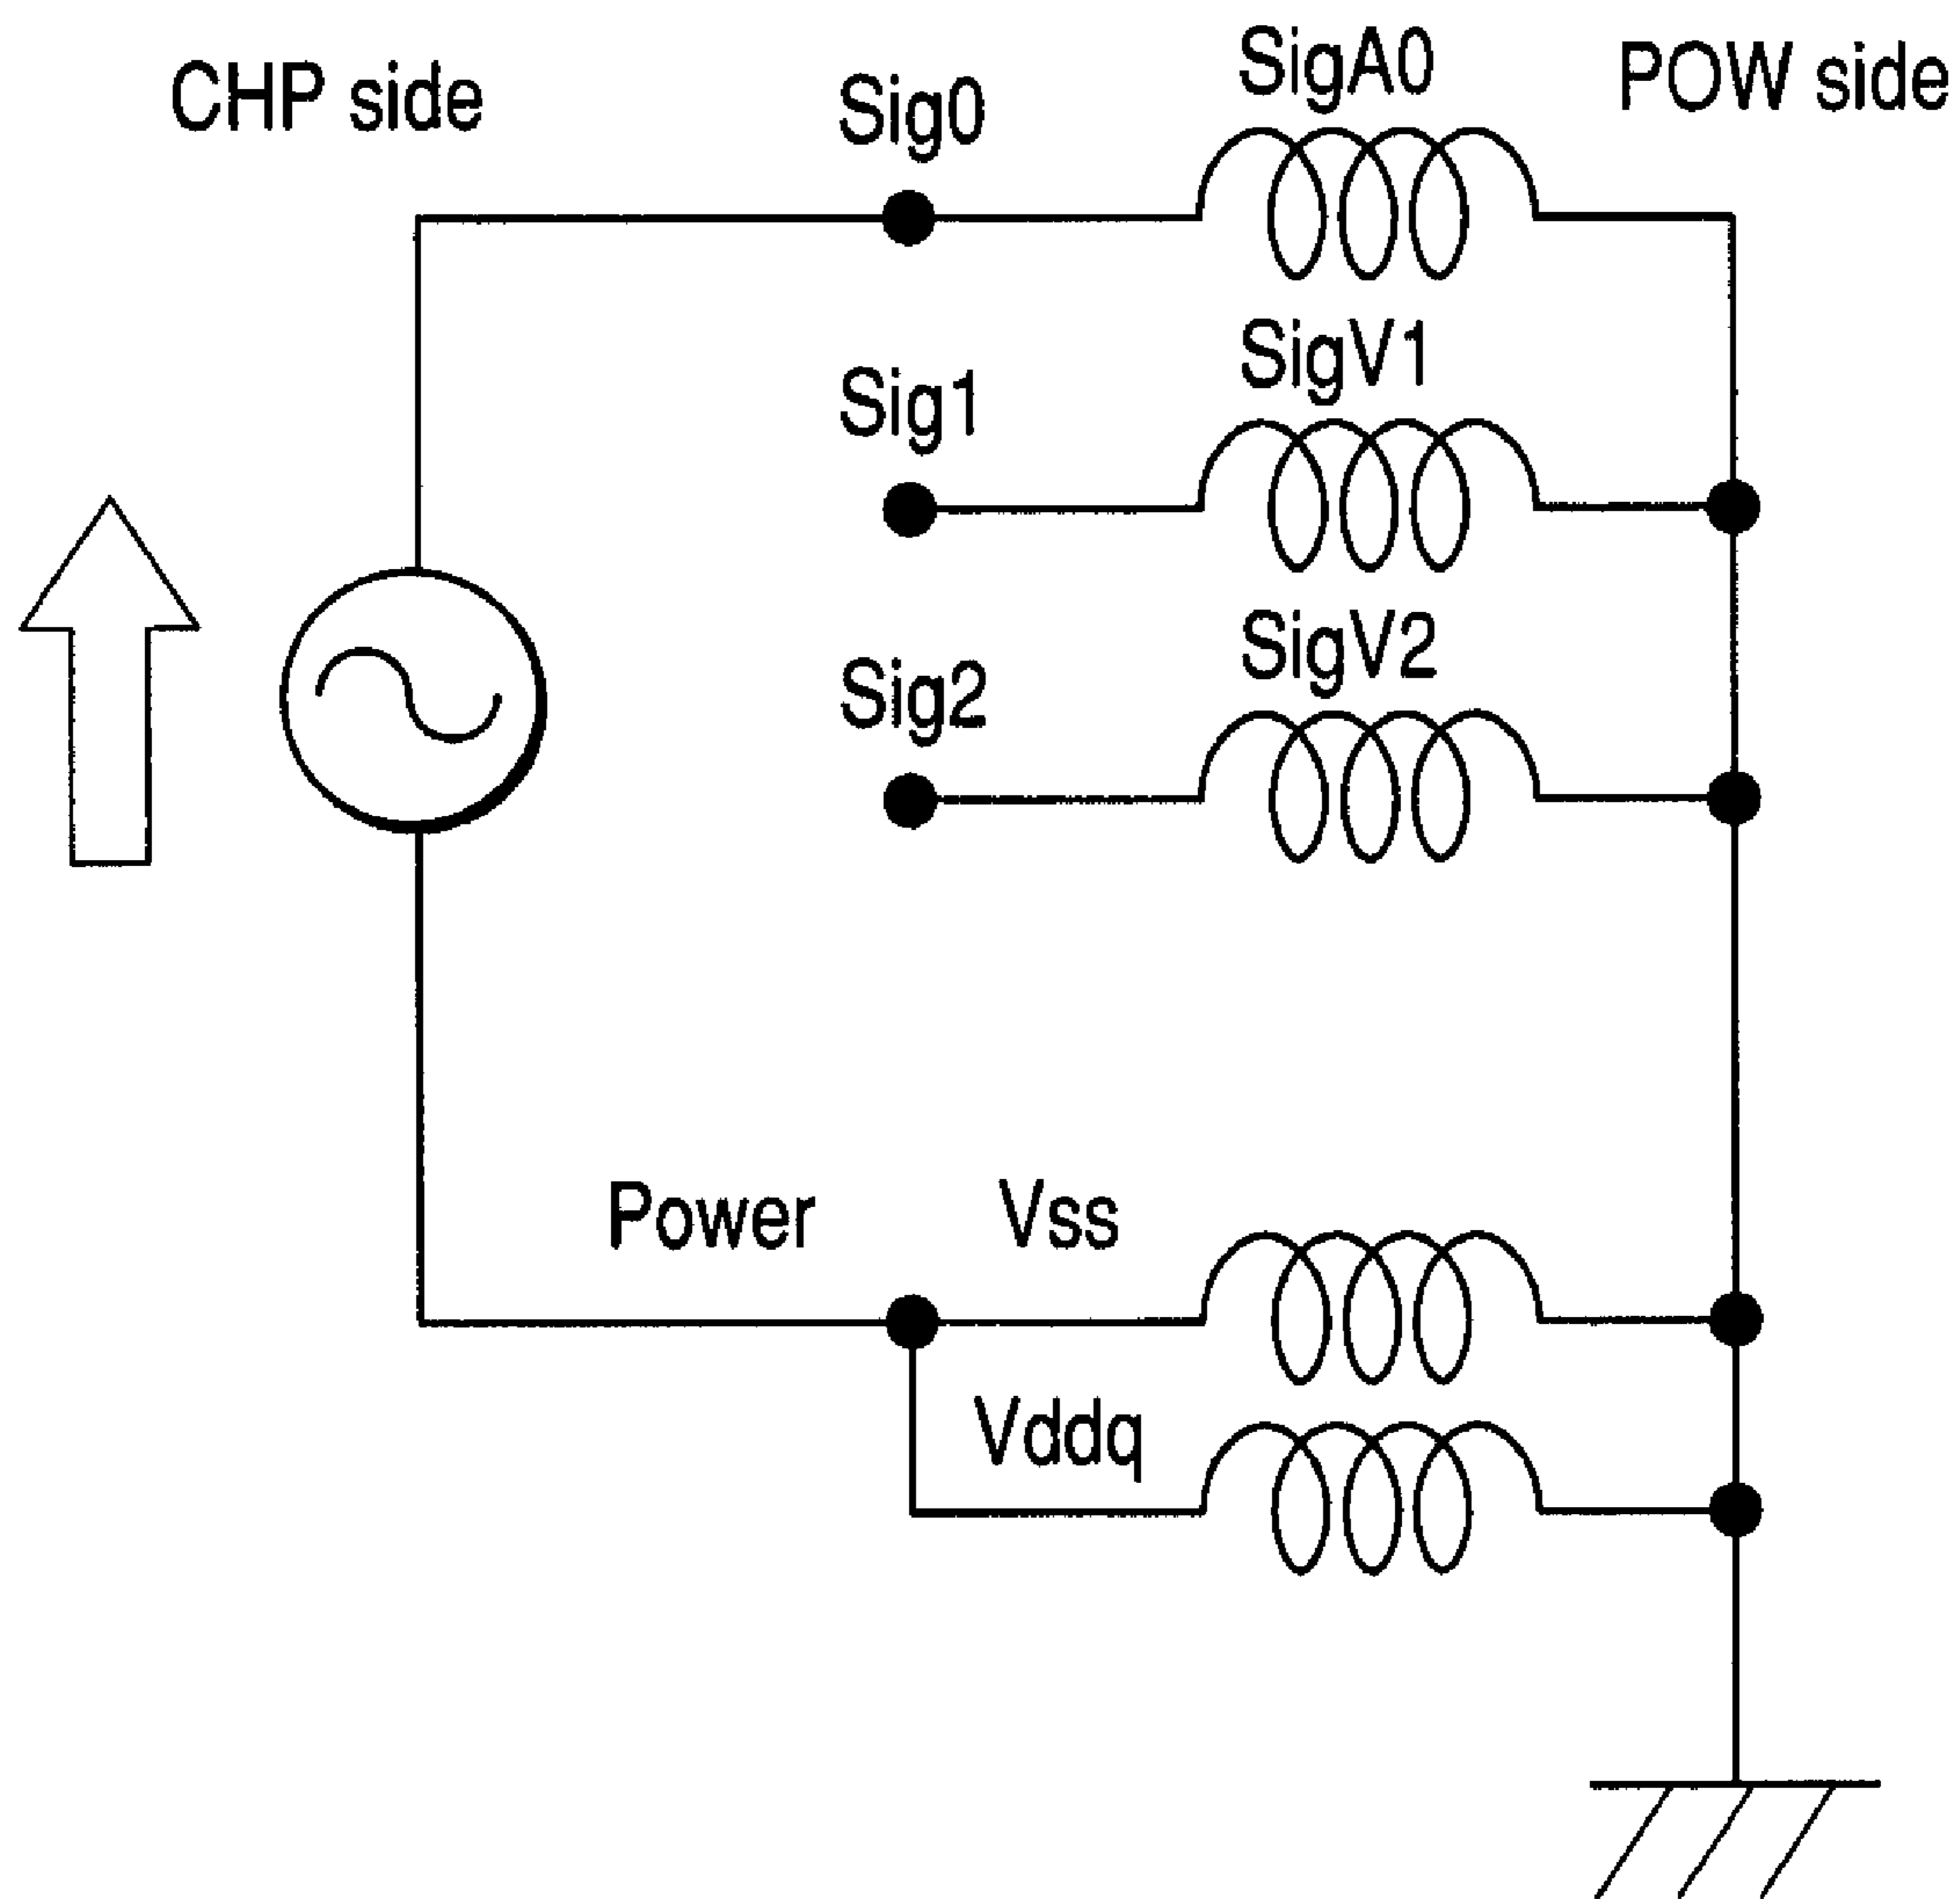 CHP side
Sig0
SigA0
POW side
Sig1
SigV1
Sig2
SigV2
Power
Vss
Vddq